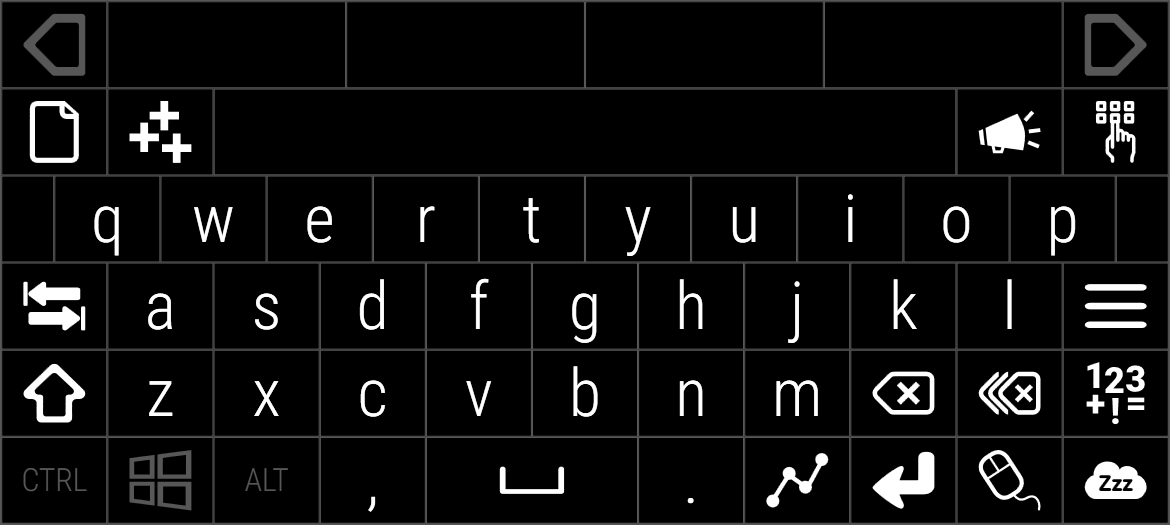 q w e r t y u i o p
a s d f g h j k l
z x c v b n m 123+!=
CTRL ALT , . Zzz